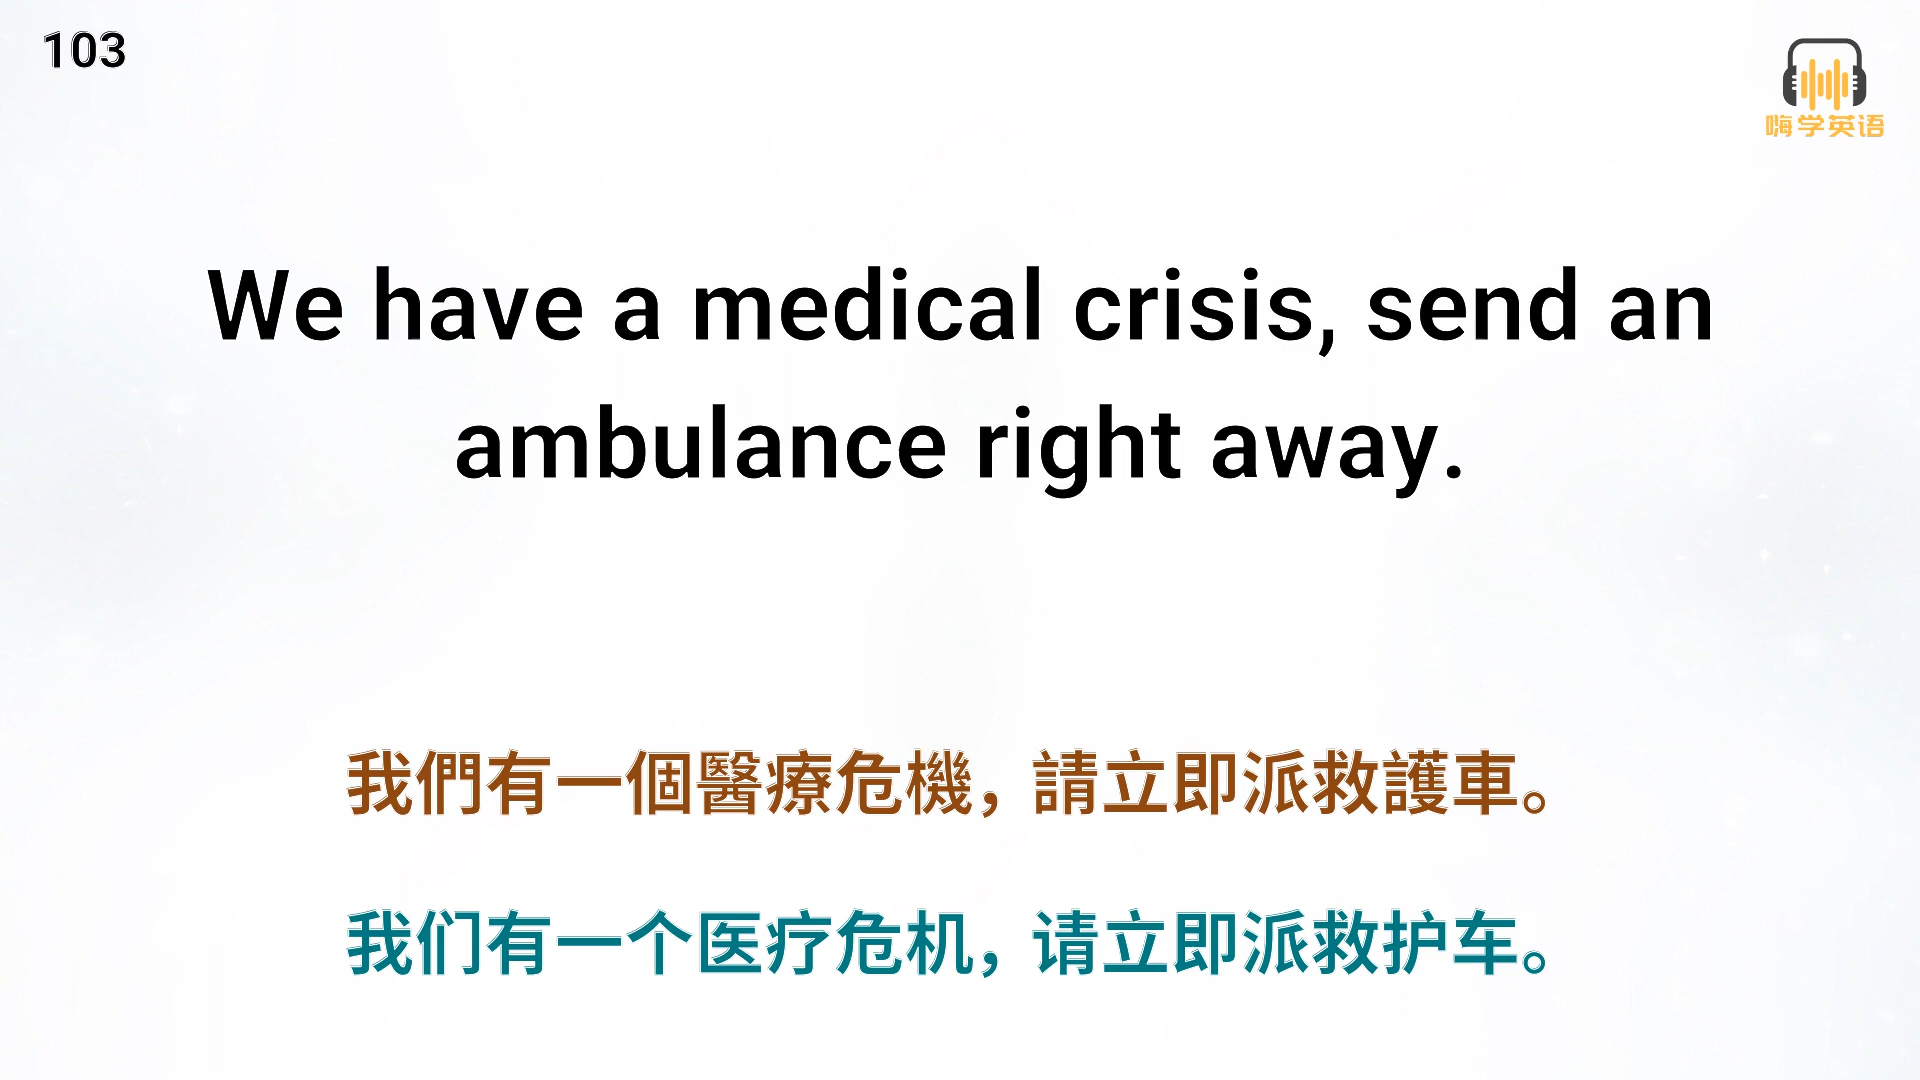 103
嗨学英语
We have a medical crisis, send an
ambulance right away.
我們有一個醫療危機，請立即派救護車。
我们有一个医疗危机，请立即派救护车。